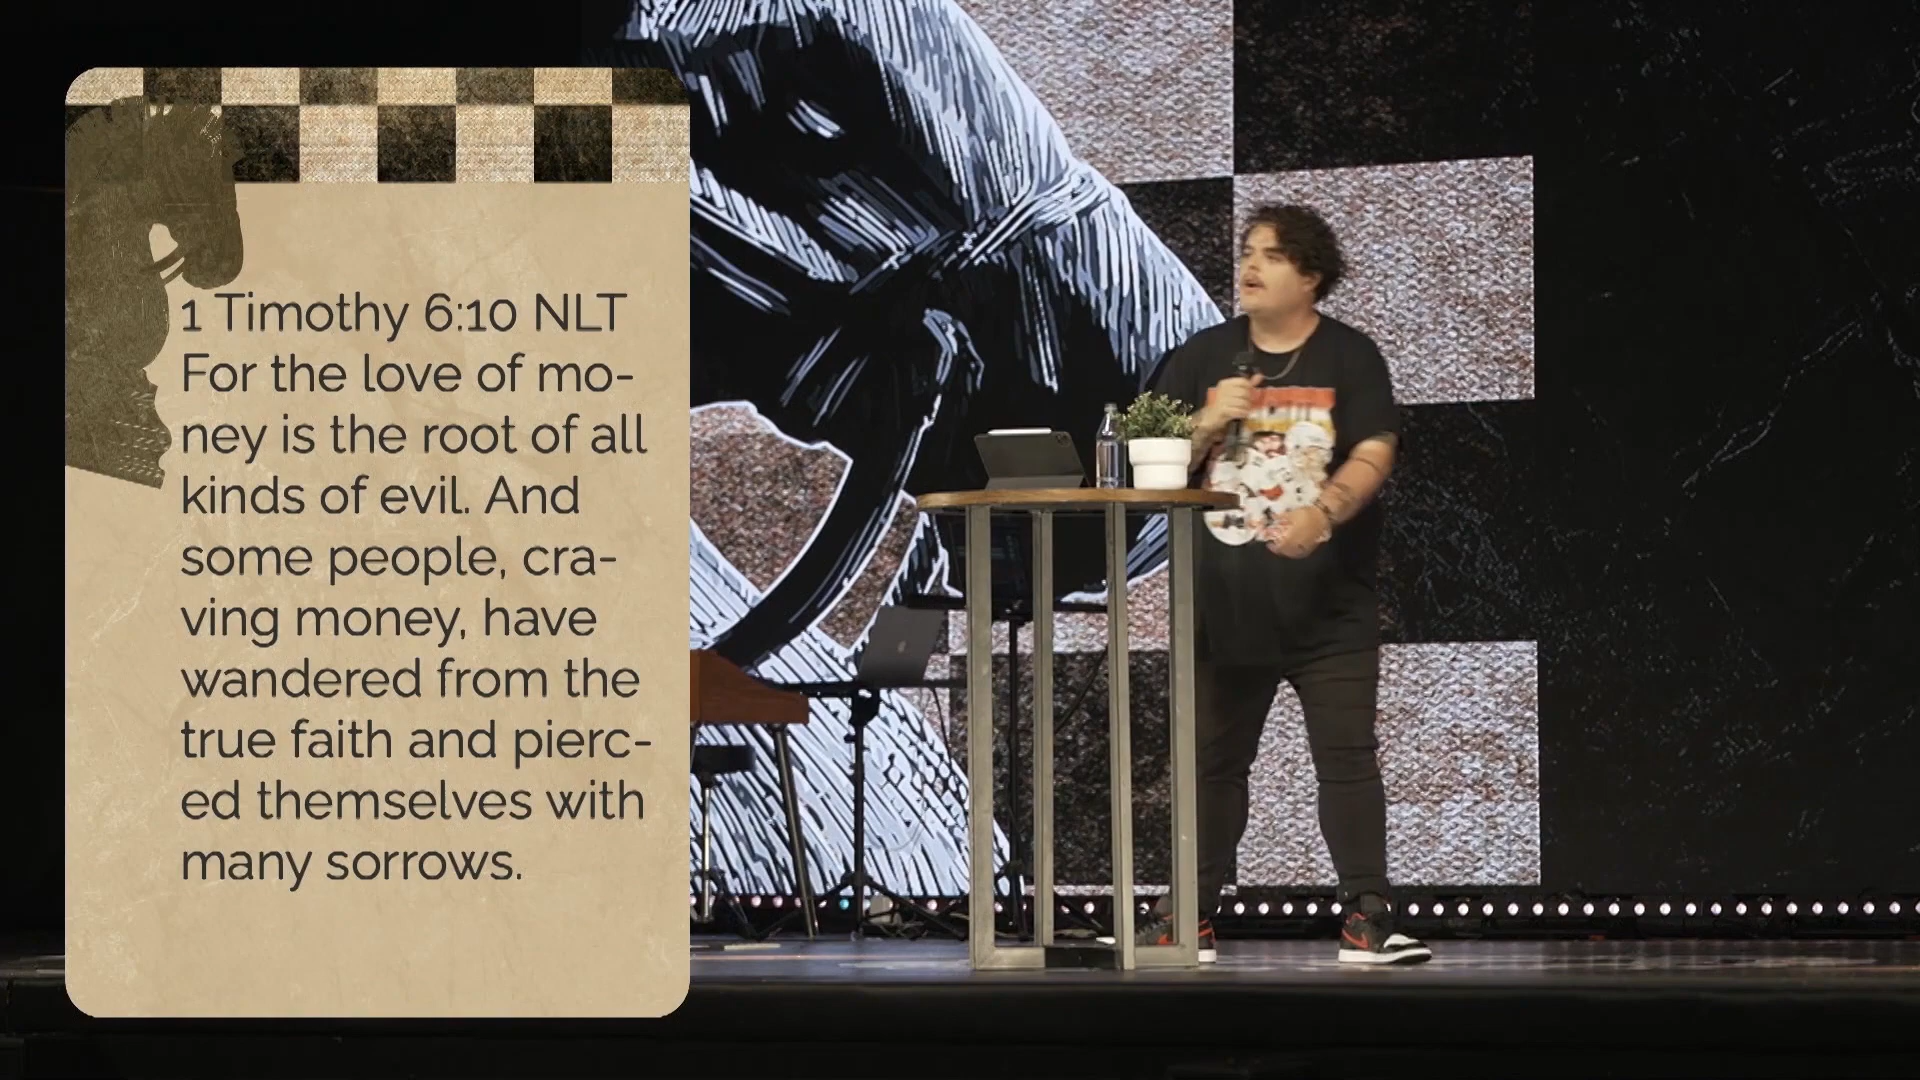 1 Timothy 6:10 NLT
For the love of mo-
ney is the root of all
kinds of evil. And
some people, cra-
ving money, have
wandered from the
true faith and pierc-
ed themselves with
many sorrows.